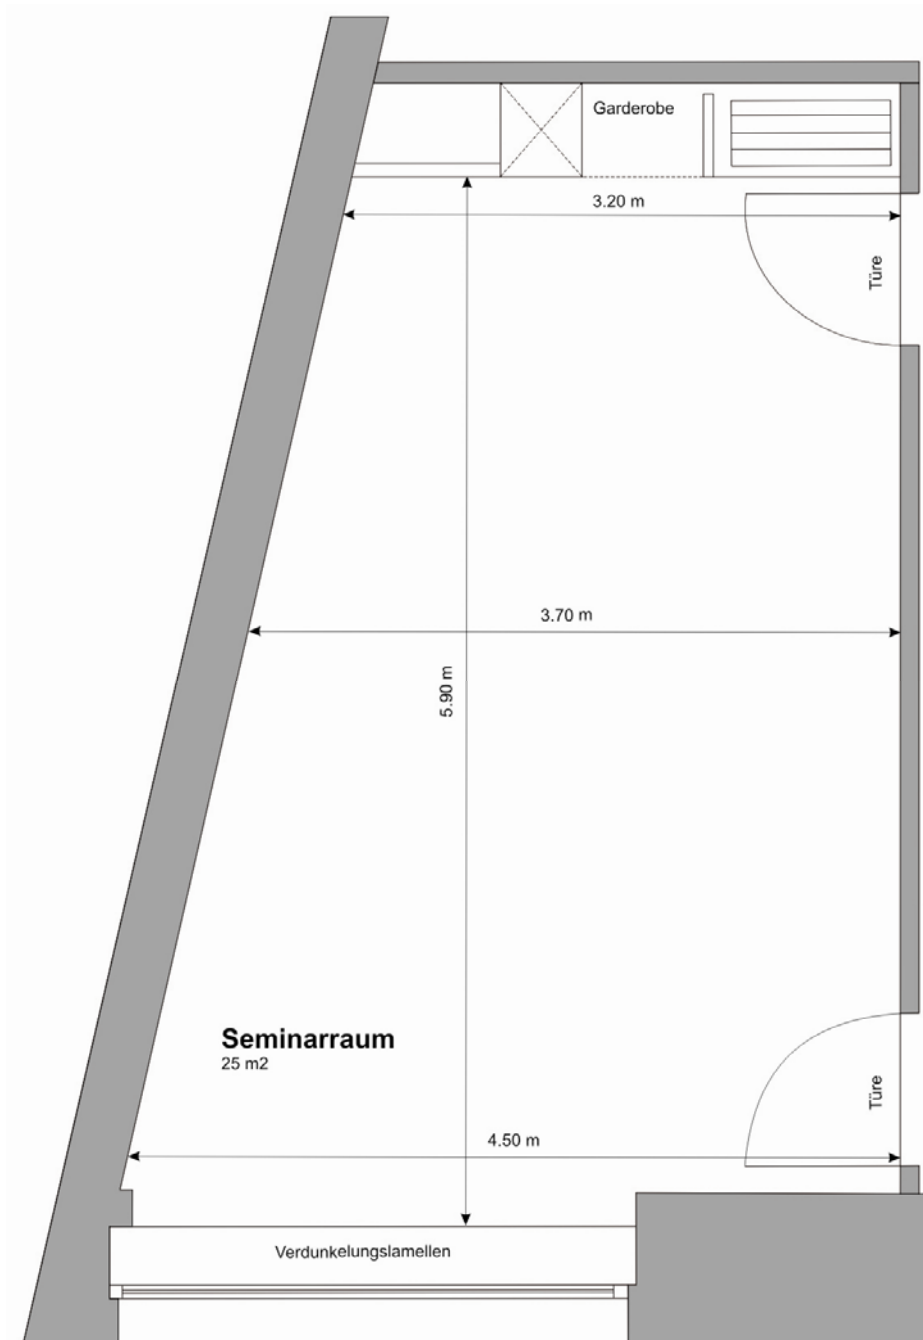 Garderobe
3.20 m
Türe
3.70 m
5.90 m
Seminarraum
25 m2
Türe
4.50 m
Verdunkelungslamellen